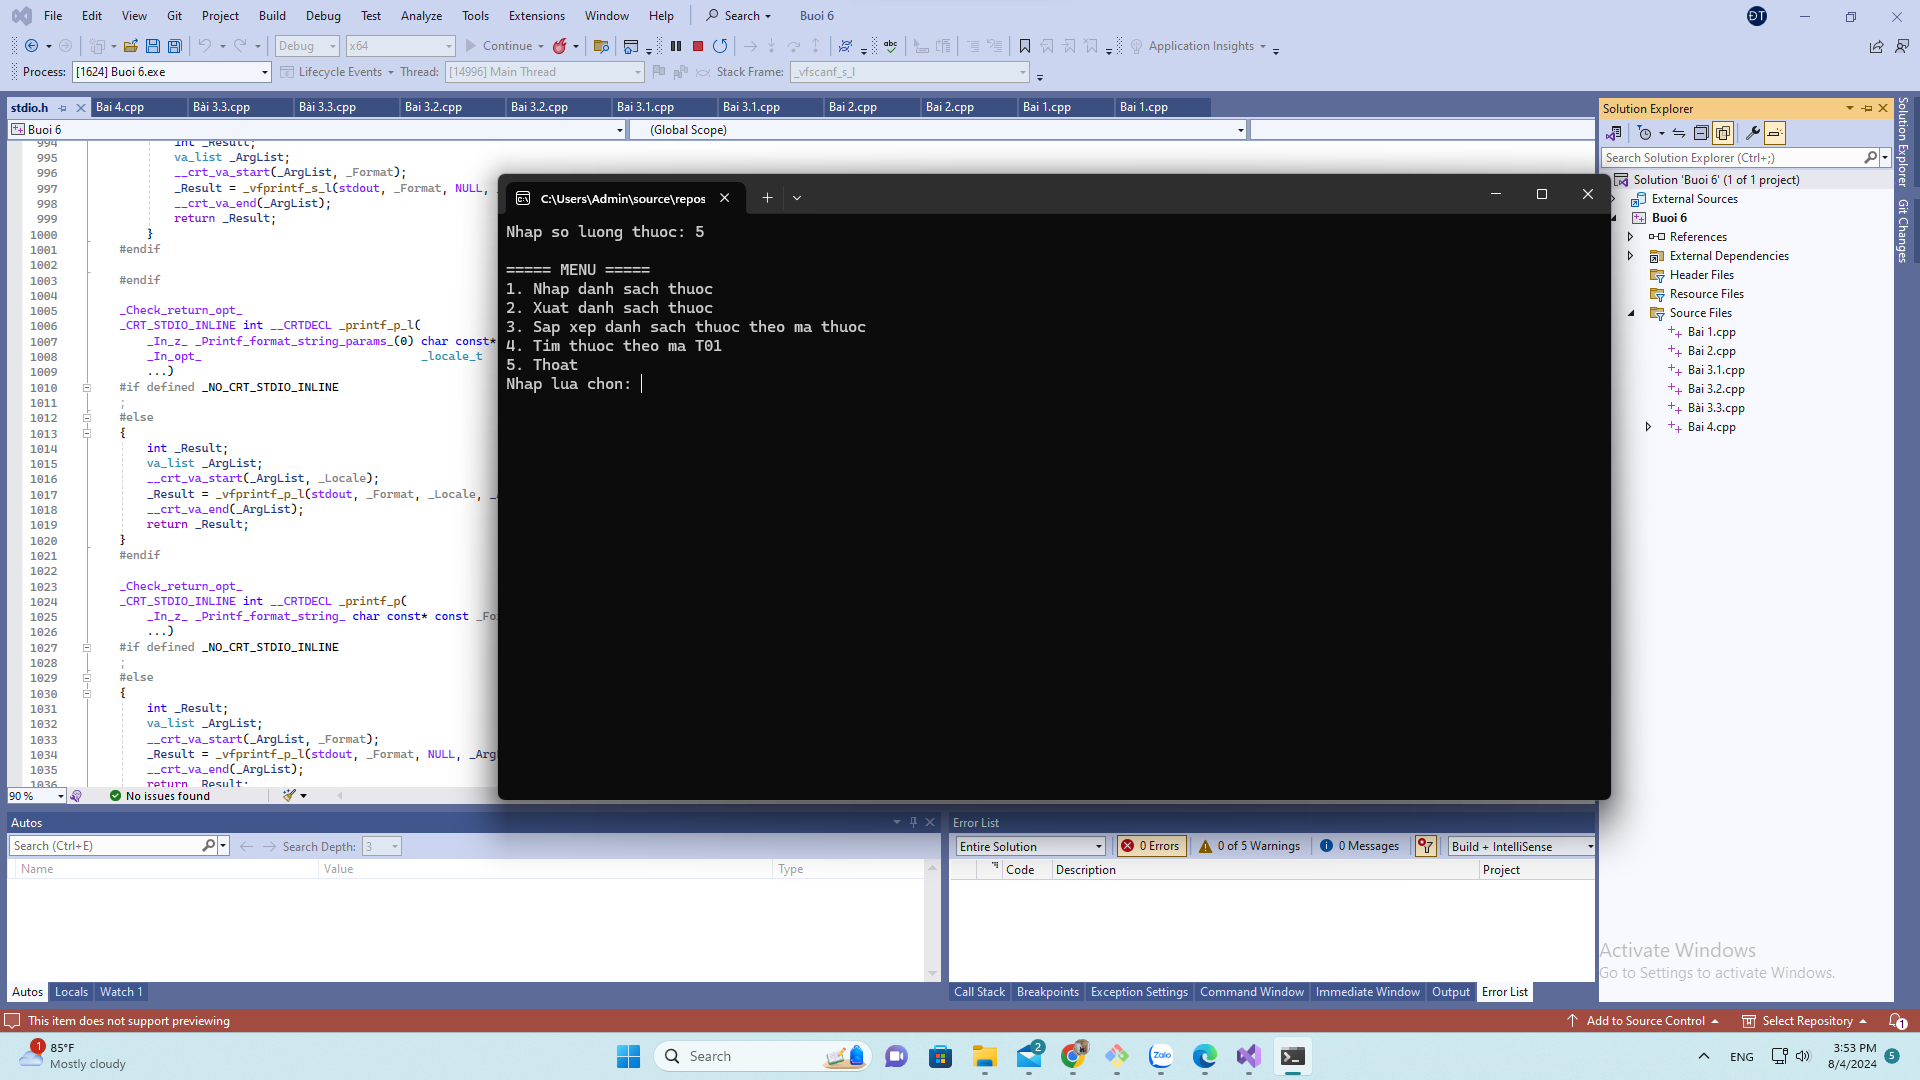 File Edit View Git Project Build Debug Test Analyze Tools Extensions Window Help Search Buoi 6 ĐT
Debug x64 Continue abc Application Insights
Process: [1624] Buoi 6.exe Lifecycle Events Thread: [14996] Main Thread Stack Frame: _vfscanf_s_l
stdio.h Bai 4.cpp Bài 3.3.cpp Bài 3.3.cpp Bai 3.2.cpp Bai 3.2.cpp Bai 3.1.cpp Bai 3.1.cpp Bai 2.cpp Bai 2.cpp Bai 1.cpp Bai 1.cpp
Buoi 6 (Global Scope)
994 int _Result;
995 va_list _ArgList;
996 __crt_va_start(_ArgList, _Format);
997 _Result = _vfprintf_s_l(stdout, _Format, NULL,
998 __crt_va_end(_ArgList);
999 return _Result;
1000 }
1001 #endif
1002
1003 #endif
1004
1005 _Check_return_opt_
1006 _CRT_STDIO_INLINE int __CRTDECL _printf_p_l(
1007 _In_z_ _Printf_format_string_params_(0) char const*
1008 _In_opt_ _locale_t
1009 ...)
1010 #if defined _NO_CRT_STDIO_INLINE
1011 ;
1012 #else
1013 {
1014 int _Result;
1015 va_list _ArgList;
1016 __crt_va_start(_ArgList, _Locale);
1017 _Result = _vfprintf_p_l(stdout, _Format, _Locale,
1018 __crt_va_end(_ArgList);
1019 return _Result;
1020 }
1021 #endif
1022
1023 _Check_return_opt_
1024 _CRT_STDIO_INLINE int __CRTDECL _printf_p(
1025 _In_z_ _Printf_format_string_ char const* const _Fo
1026 ...)
1027 #if defined _NO_CRT_STDIO_INLINE
1028 ;
1029 #else
1030 {
1031 int _Result;
1032 va_list _ArgList;
1033 __crt_va_start(_ArgList, _Format);
1034 _Result = _vfprintf_p_l(stdout, _Format, NULL, _Arg
1035 __crt_va_end(_ArgList);
1036 return _Result;
90 % No issues found
C:\Users\Admin\source\repos
Nhap so luong thuoc: 5
===== MENU =====
1. Nhap danh sach thuoc
2. Xuat danh sach thuoc
3. Sap xep danh sach thuoc theo ma thuoc
4. Tim thuoc theo ma T01
5. Thoat
Nhap lua chon:
Solution Explorer
Search Solution Explorer (Ctrl+;)
Solution 'Buoi 6' (1 of 1 project)
External Sources
Buoi 6
References
External Dependencies
Header Files
Resource Files
Source Files
Bai 1.cpp
Bai 2.cpp
Bai 3.1.cpp
Bai 3.2.cpp
Bài 3.3.cpp
Bai 4.cpp
Solution Explorer
Git Changes
Autos
Search (Ctrl+E) Search Depth: 3
Name Value Type
Autos Locals Watch 1
Error List
Entire Solution 0 Errors 0 of 5 Warnings 0 Messages Build + IntelliSense
Code Description Project
Call Stack Breakpoints Exception Settings Command Window Immediate Window Output Error List
Activate Windows
Go to Settings to activate Windows.
This item does not support previewing Add to Source Control Select Repository 1
1 85°F
Mostly cloudy
Search 2 Zalo
ENG 3:53 PM
8/4/2024 5